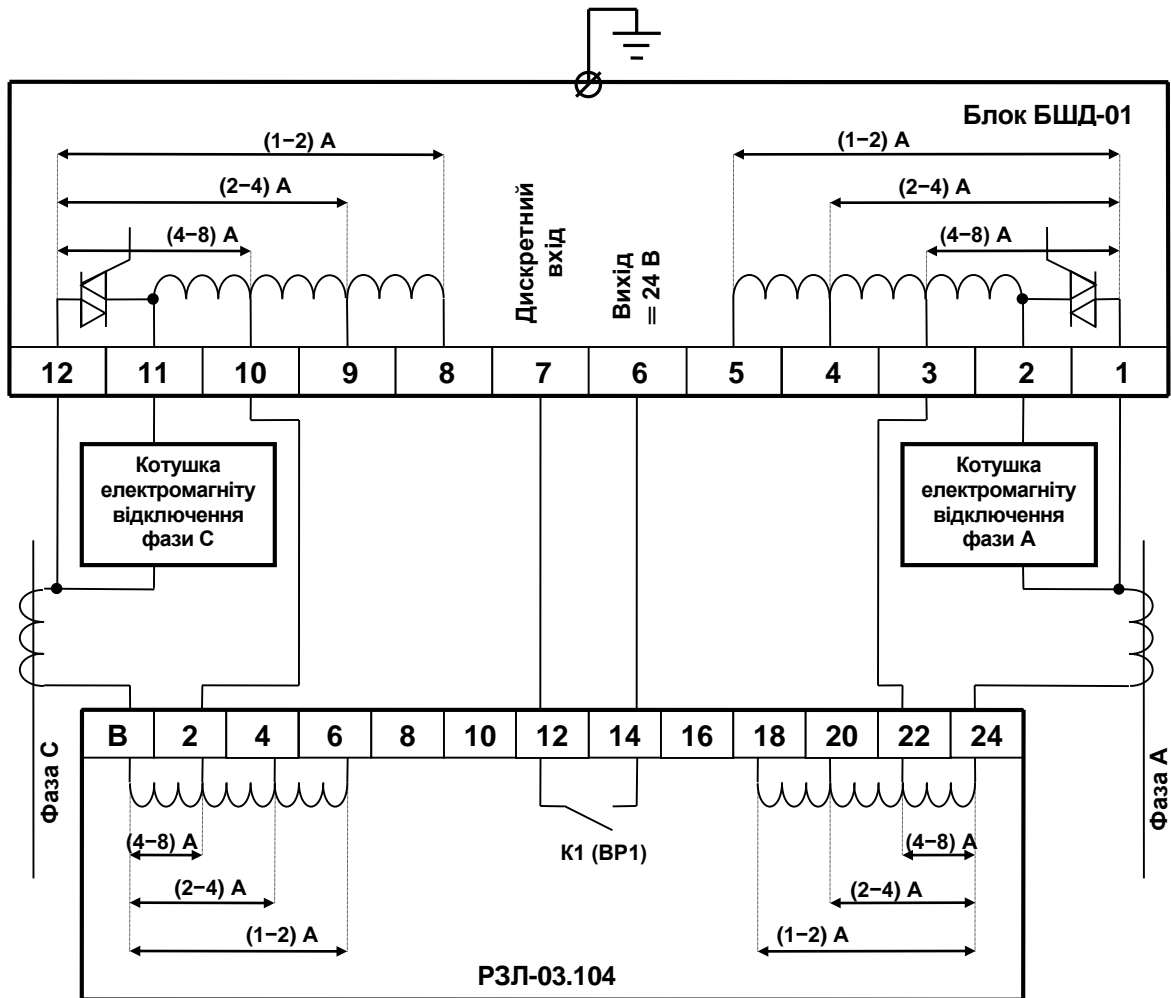 Блок БШД-01
(1−2) А
(1−2) А
(2−4) А
(2−4) А
(4−8) А
(4−8) А
Дискретний
вхід
Вихід
= 24 В
12 11 10 9 8 7 6 5 4 3 2 1
Котушка
електромагніту
відключення
фази С
Котушка
електромагніту
відключення
фази А
Фаза С
Фаза А
В 2 4 6 8 10 12 14 16 18 20 22 24
(4−8) А
К1 (ВР1)
(4−8) А
(2−4) А
(2−4) А
(1−2) А
(1−2) А
РЗЛ-03.104